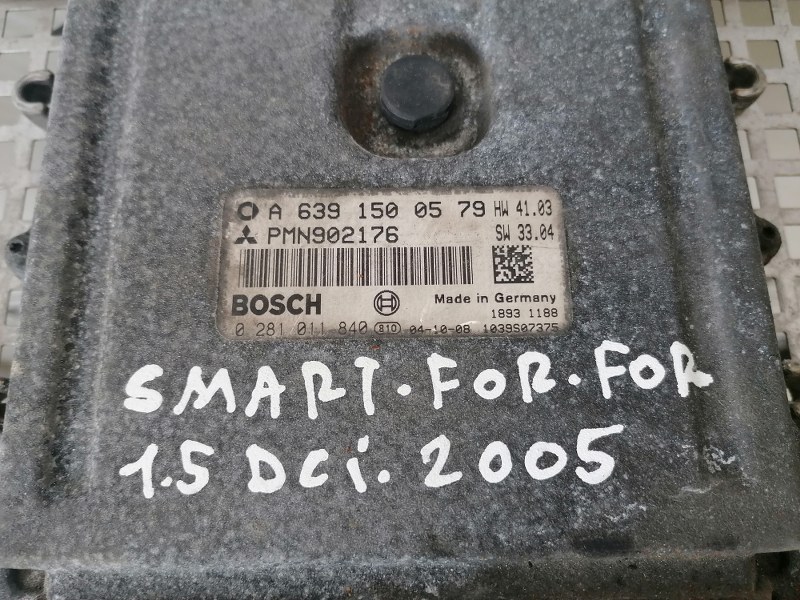 A 639 150 05 79 HW 41.03
PMN902176 SW 33.04
BOSCH Made in Germany
1893 1188
0 281 011 840 810 04-10-08 1039S07375
SMART.FOR.FOR
1.5 DCi. 2005